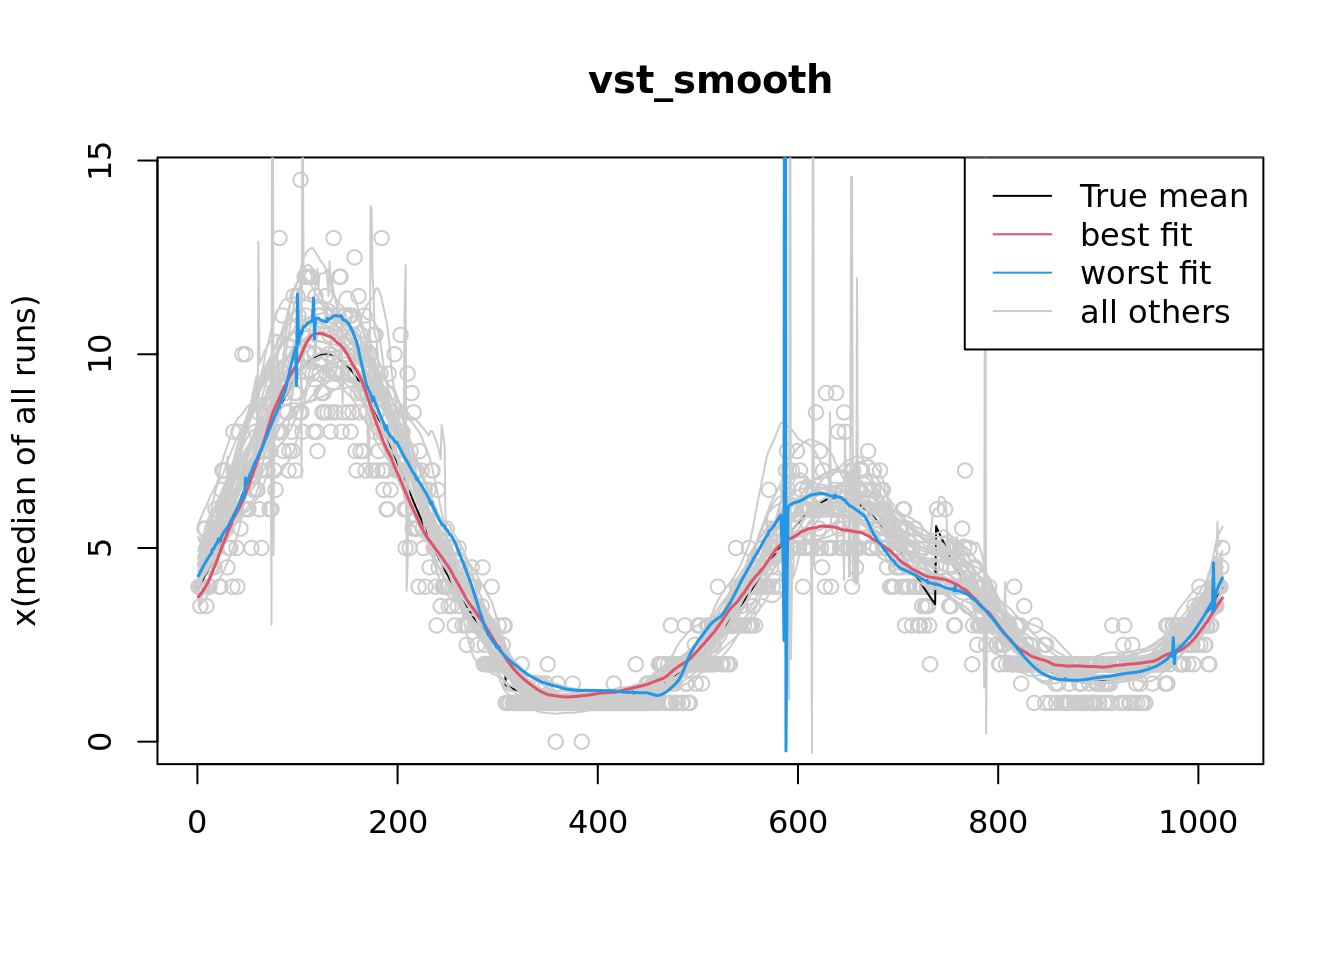 vst_smooth
x(median of all runs)
15
10
5
0
True mean
best fit
worst fit
all others
0 200 400 600 800 1000